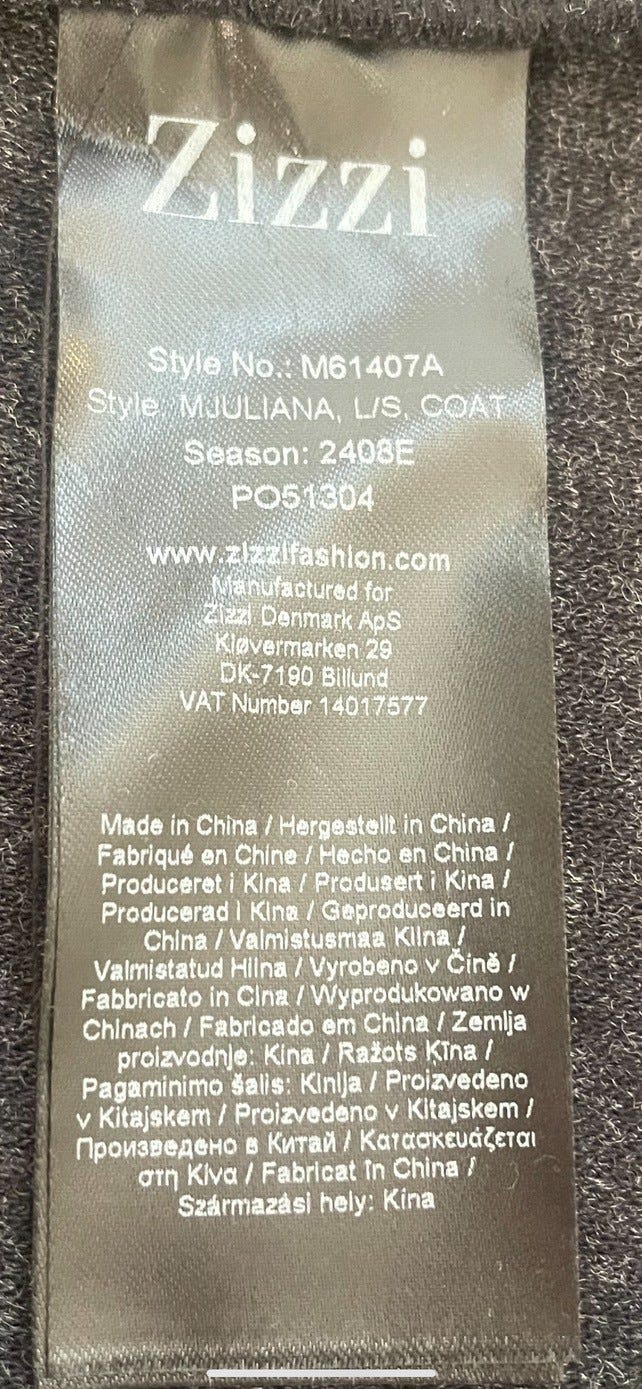 Zizzi
Style No.: M61407A
Style: MJULIANA, L/S, COAT
Season: 2408E
PO51304
www.zizzifashion.com
Manufactured for
Zizzi Denmark ApS
Kløvermarken 29
DK-7190 Billund
VAT Number 14017577
Made in China / Hergestellt in China /
Fabriqué en Chine / Hecho en China /
Produceret i Kina / Produsert i Kina /
Producerad i Kina / Geproduceerd in
China / Valmistusmaa Kiina /
Valmistatud Hiina / Vyrobeno v Čině /
Fabbricato in Cina / Wyprodukowano w
Chinach / Fabricado em China / Zemlja
proizvodnje: Kina / Ražots Kīna /
Pagaminimo šalis: Kinija / Proizvedeno
v Kitajskem / Proizvedeno v Kitajskem /
Произведено в Китай / Κατασκευάζεται
στη Κίνα / Fabricat în China /
Származási hely: Kína